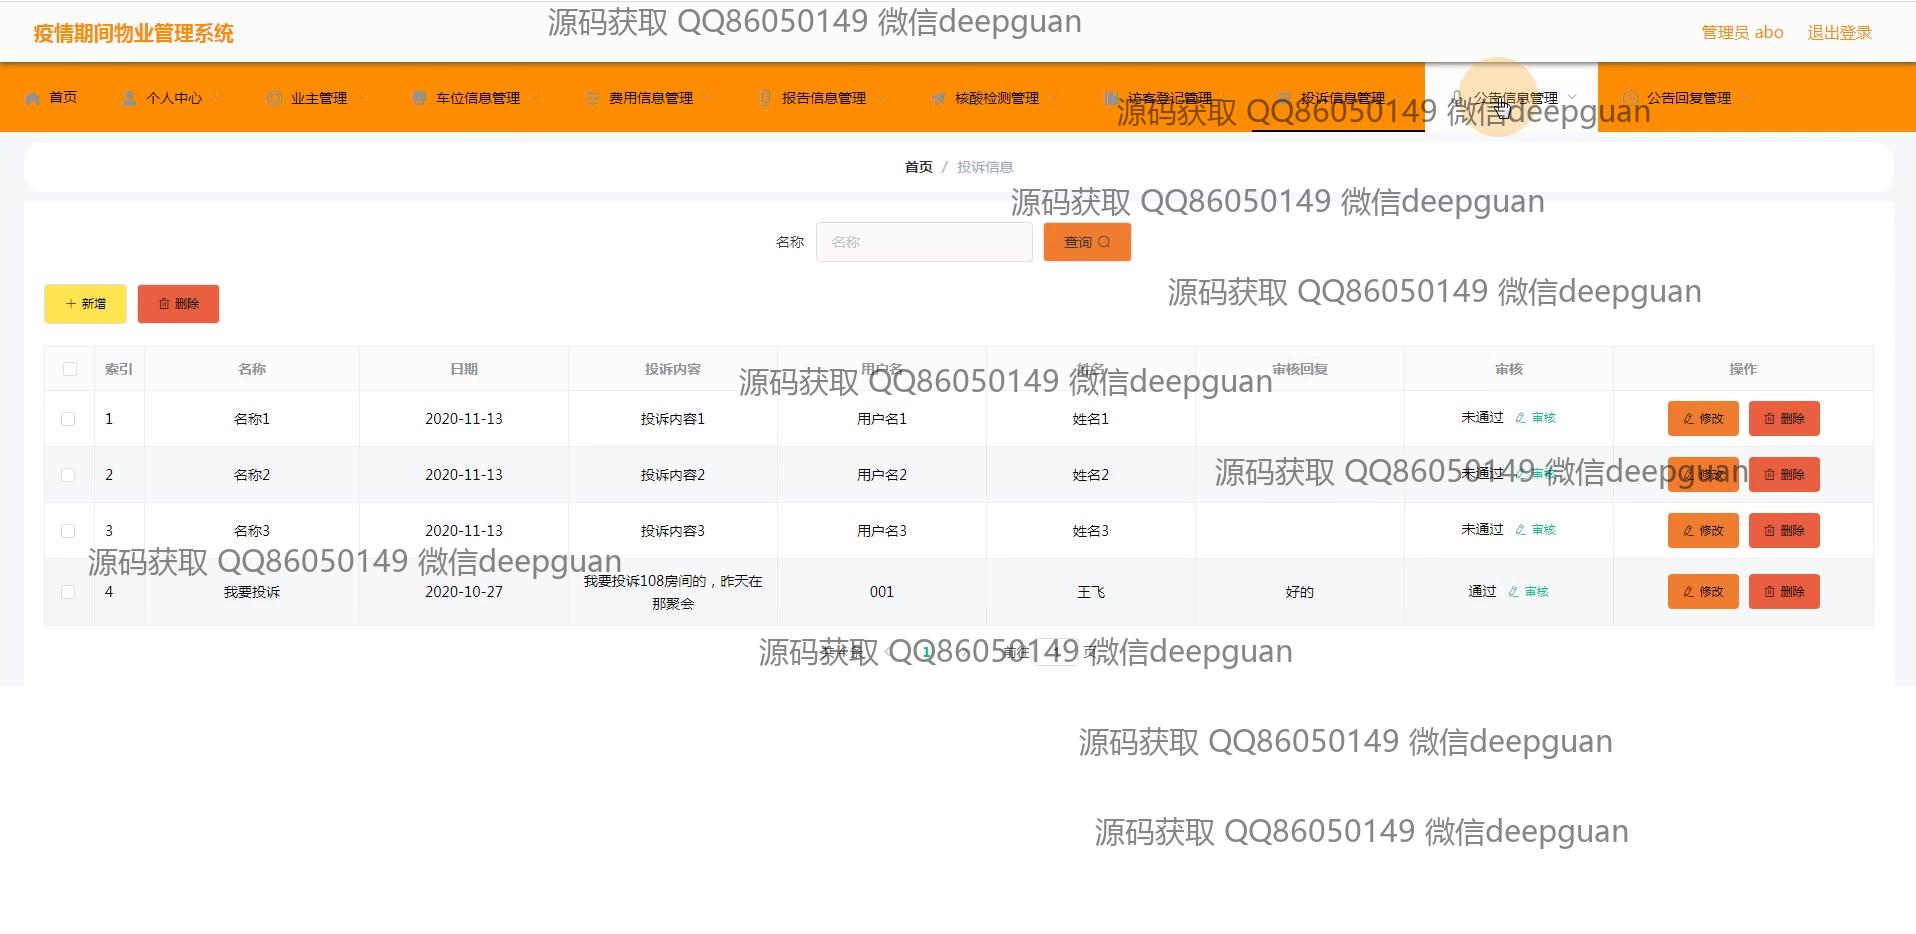 源码获取 QQ86050149 微信deepguan
疫情期间物业管理系统
管理员 abo 退出登录
首页 个人中心 业主管理 车位信息管理 费用信息管理 报告信息管理 核酸检测管理 访客登记管理 投诉信息管理 公告信息管理 公告回复管理
源码获取 QQ86050149 微信deepguan
首页 / 投诉信息
源码获取 QQ86050149 微信deepguan
名称 名称 查询
源码获取 QQ86050149 微信deepguan
新增 删除
索引 名称 日期 投诉内容 用户名 姓名 审核回复 审核 操作
源码获取 QQ86050149 微信deepguan
1 名称1 2020-11-13 投诉内容1 用户名1 姓名1 未通过 审核 修改 删除
2 名称2 2020-11-13 投诉内容2 用户名2 姓名2 未通过 审核 修改 删除
源码获取 QQ86050149 微信deepguan
3 名称3 2020-11-13 投诉内容3 用户名3 姓名3 未通过 审核 修改 删除
源码获取 QQ86050149 微信deepguan
4 我要投诉 2020-10-27 我要投诉108房间的，昨天在
那聚会 001 王飞 好的 通过 审核 修改 删除
共 4 条 1 前往 1 页
源码获取 QQ86050149 微信deepguan
源码获取 QQ86050149 微信deepguan
源码获取 QQ86050149 微信deepguan